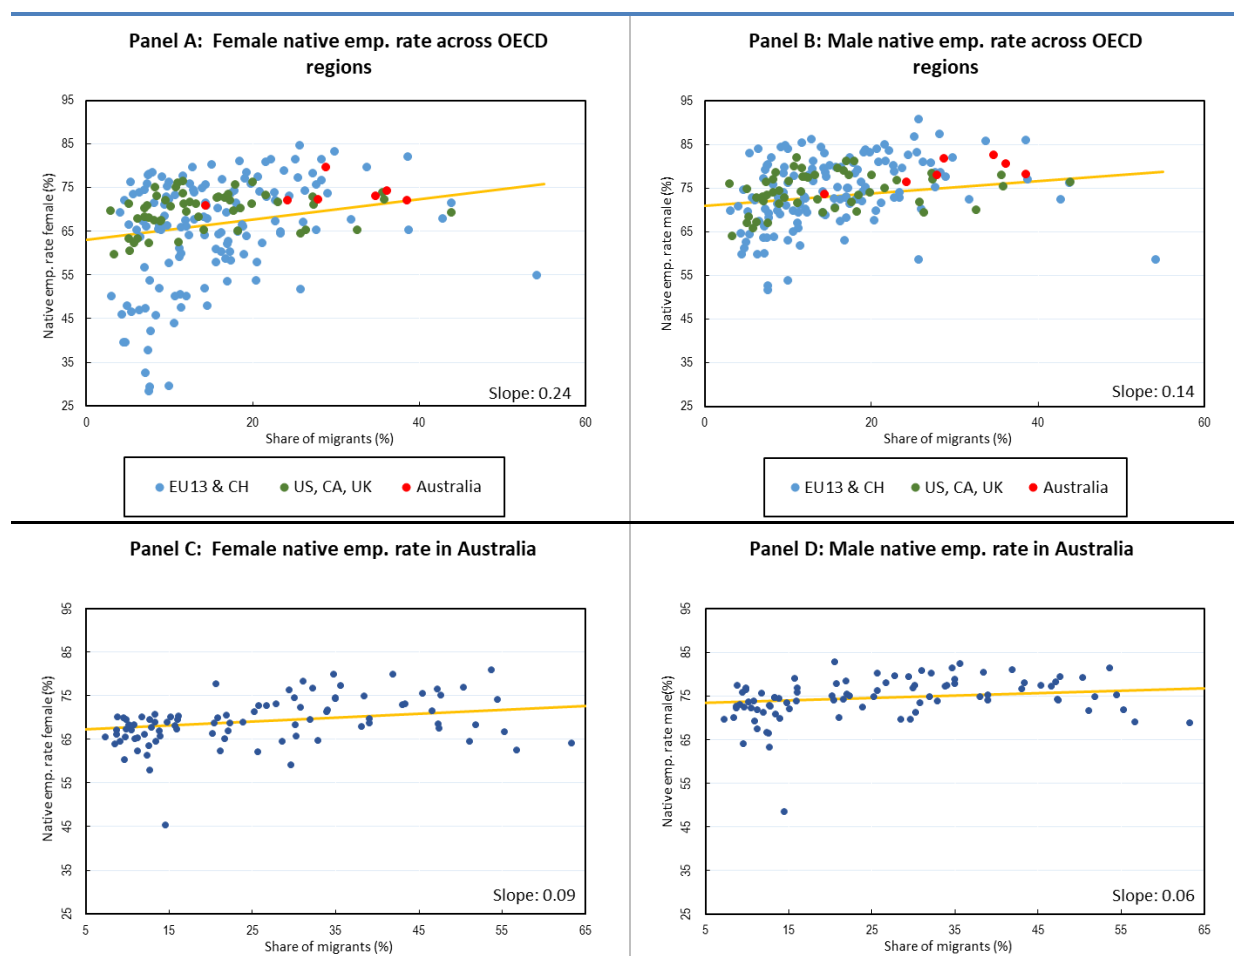 Panel A:  Female native emp. rate across OECD
regions
Native emp. rate female (%)
95
85
75
65
55
45
35
25
Slope: 0.24
0
20
40
60
Share of migrants (%)
EU13 & CH
US, CA, UK
Australia
Panel B: Male native emp. rate across OECD
regions
Native emp. rate male (%)
95
85
75
65
55
45
35
25
Slope: 0.14
0
20
40
60
Share of migrants (%)
EU13 & CH
US, CA, UK
Australia
Panel C:  Female native emp. rate in Australia
Native emp. rate female(%)
95
85
75
65
55
45
35
25
Slope: 0.09
5
15
25
35
45
55
65
Share of migrants (%)
Panel D: Male native emp. rate in Australia
Native emp. rate male(%)
95
85
75
65
55
45
35
25
Slope: 0.06
5
15
25
35
45
55
65
Share of migrants (%)